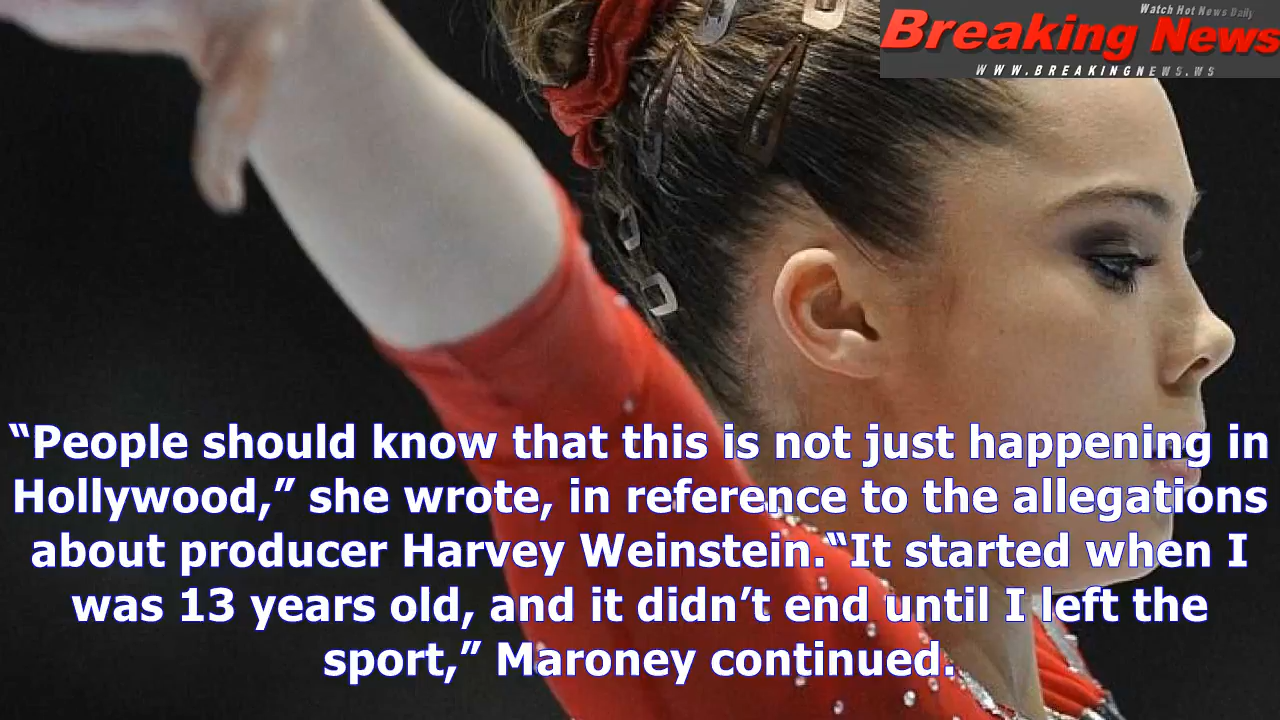 Watch Hot News Daily
Breaking News
WWW.BREAKINGNEWS.WS
“People should know that this is not just happening in
Hollywood,” she wrote, in reference to the allegations
about producer Harvey Weinstein.“It started when I
was 13 years old, and it didn’t end until I left the
sport,” Maroney continued.